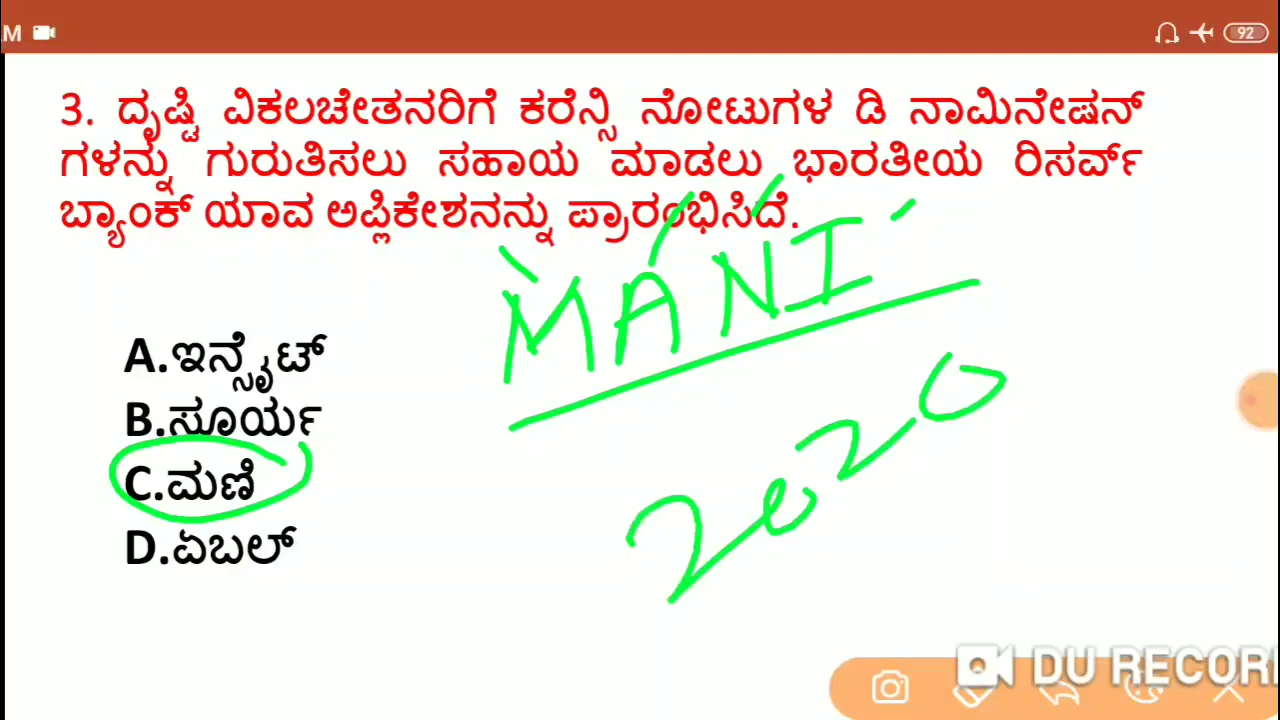 M
92
3. ದೃಷ್ಟಿ ವಿಕಲಚೇತನರಿಗೆ ಕರೆನ್ಸಿ ನೋಟುಗಳ ಡಿ ನಾಮಿನೇಷನ್
ಗಳನ್ನು ಗುರುತಿಸಲು ಸಹಾಯ ಮಾಡಲು ಭಾರತೀಯ ರಿಸರ್ವ್
ಬ್ಯಾಂಕ್ ಯಾವ ಅಪ್ಲಿಕೇಶನನ್ನು ಪ್ರಾರಂಭಿಸಿದೆ.
MANI
A.ಇನ್ಸೈಟ್
B.ಸೂರ್ಯ
C.ಮಣಿ
2020
D.ಏಬಲ್
DU RECOR